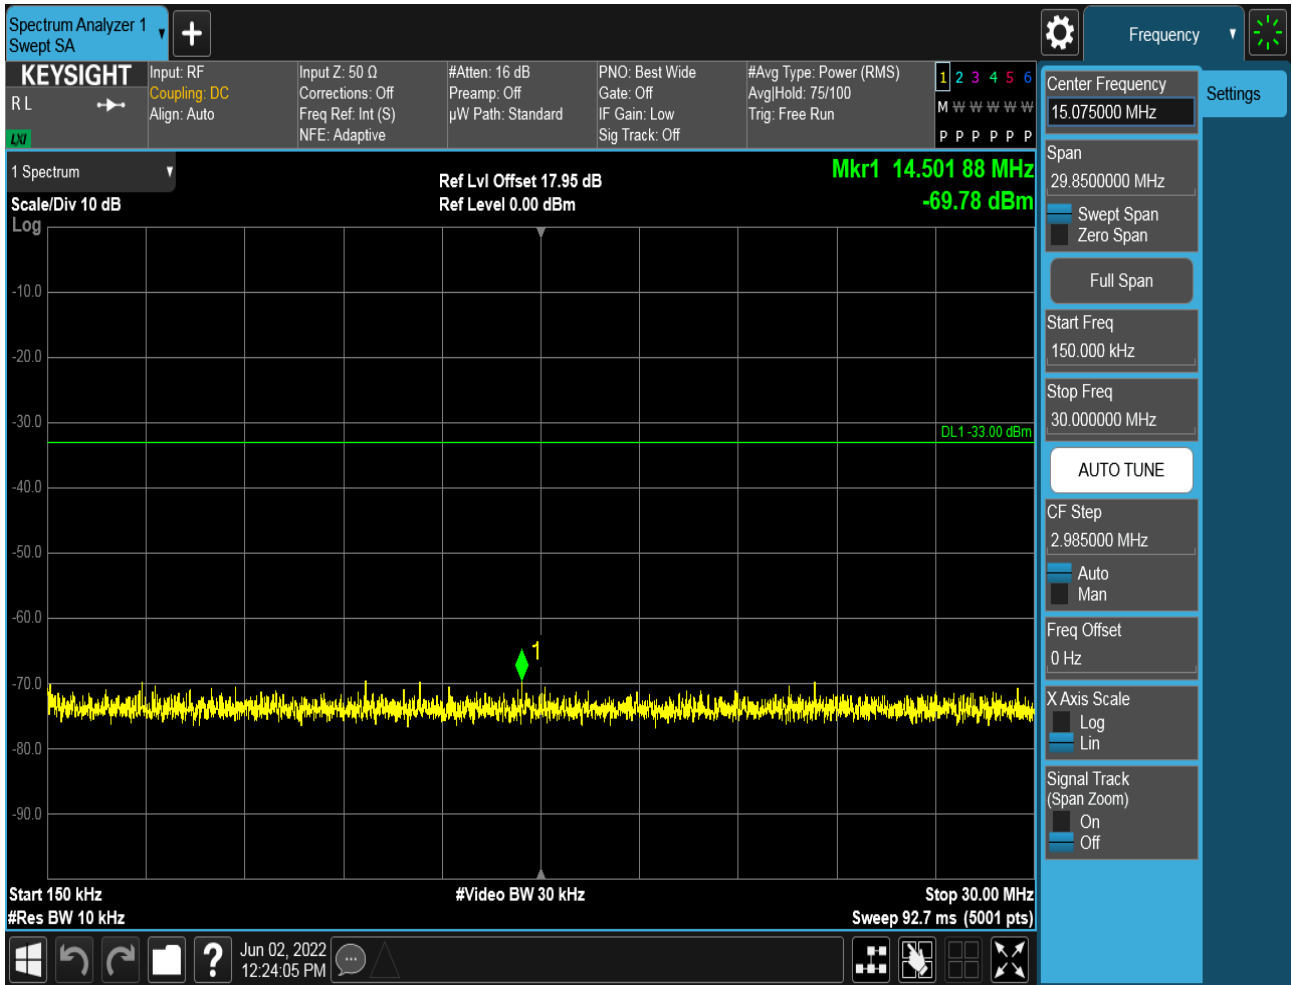 Spectrum Analyzer 1
Swept SA
Frequency
KEYSIGHT
R L
LXI
Input: RF
Coupling: DC
Align: Auto
Input Z: 50 Ω
Corrections: Off
Freq Ref: Int (S)
NFE: Adaptive
#Atten: 16 dB
Preamp: Off
µW Path: Standard
PNO: Best Wide
Gate: Off
IF Gain: Low
Sig Track: Off
#Avg Type: Power (RMS)
Avg|Hold: 75/100
Trig: Free Run
1 2 3 4 5 6
M W W W W W
P P P P P P
1 Spectrum
Scale/Div 10 dB
Log
Ref Lvl Offset 17.95 dB
Ref Level 0.00 dBm
Mkr1 14.501 88 MHz
-69.78 dBm
-10.0
-20.0
-30.0
DL1 -33.00 dBm
-40.0
-50.0
-60.0
1
-70.0
-80.0
-90.0
Start 150 kHz
#Video BW 30 kHz
Stop 30.00 MHz
#Res BW 10 kHz
Sweep 92.7 ms (5001 pts)
Jun 02, 2022
12:24:05 PM
Center Frequency
15.075000 MHz
Settings
Span
29.8500000 MHz
Swept Span
Zero Span
Full Span
Start Freq
150.000 kHz
Stop Freq
30.000000 MHz
AUTO TUNE
CF Step
2.985000 MHz
Auto
Man
Freq Offset
0 Hz
X Axis Scale
Log
Lin
Signal Track
(Span Zoom)
On
Off